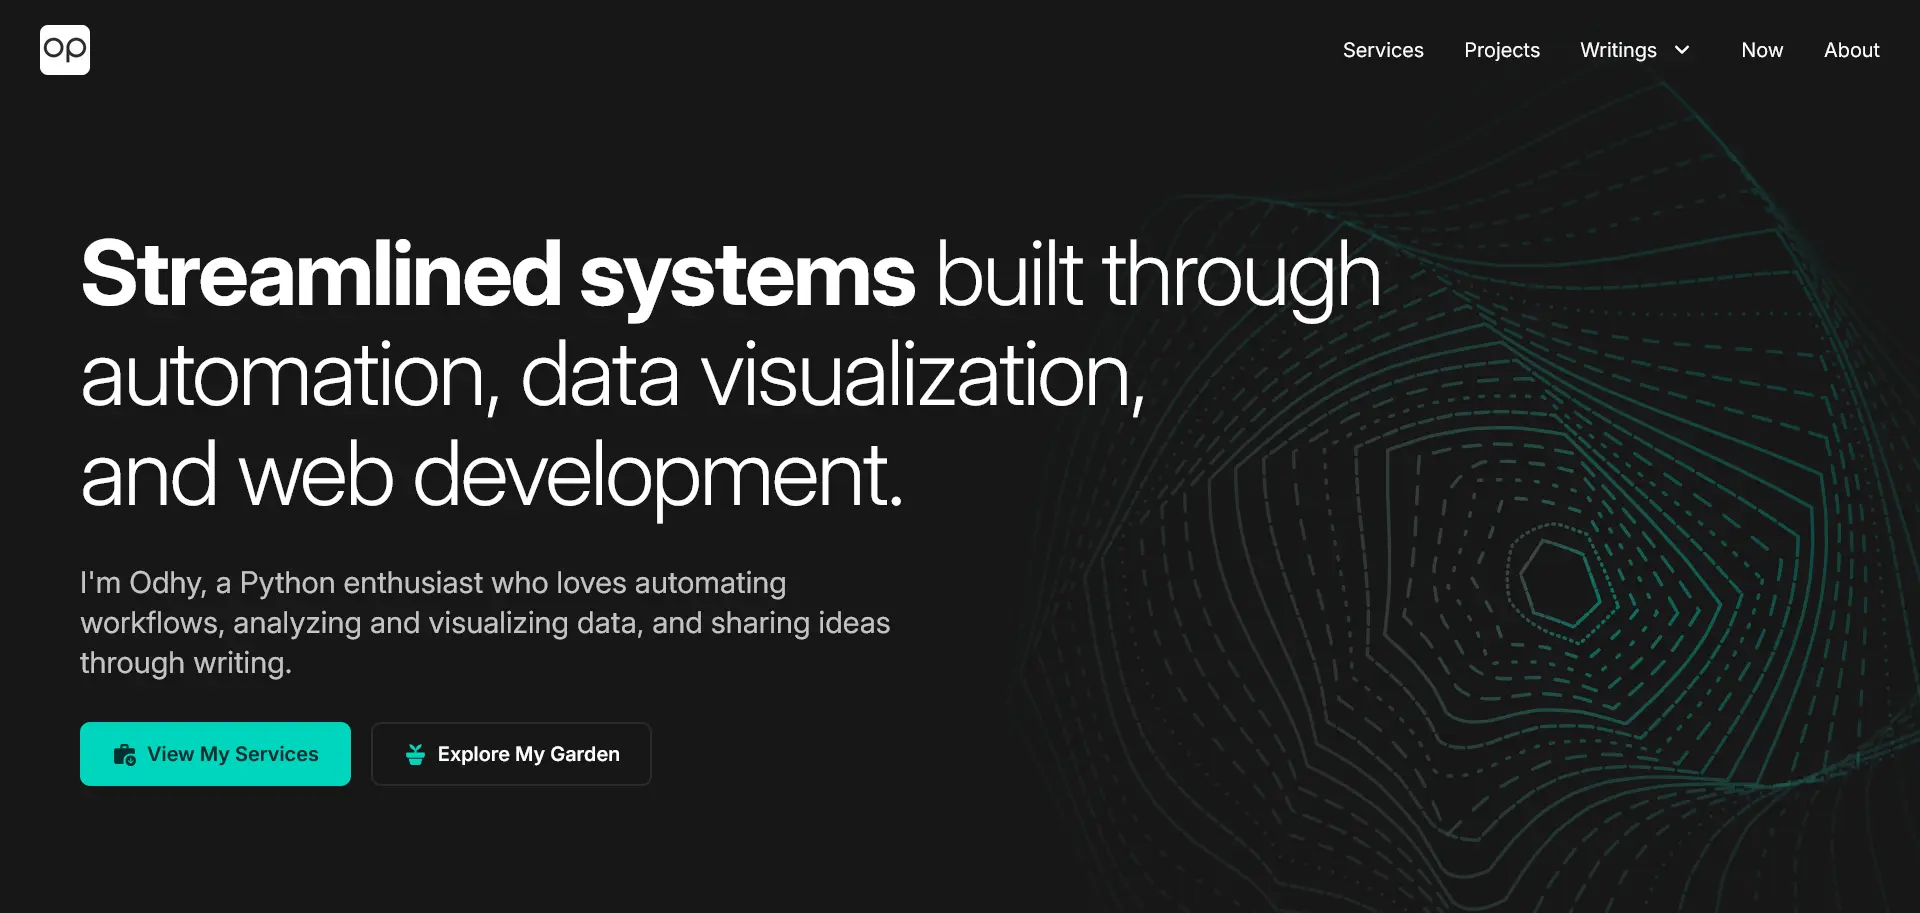 op
Services
Projects
Writings
Now
About
Streamlined systems built through
automation, data visualization,
and web development.
I'm Odhy, a Python enthusiast who loves automating
workflows, analyzing and visualizing data, and sharing ideas
through writing.
View My Services
Explore My Garden